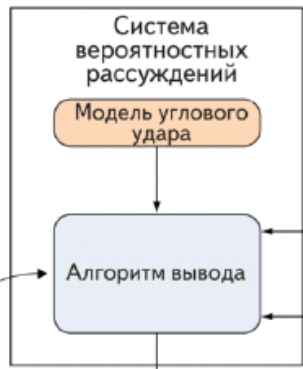 Система
вероятностных
рассуждений
Модель углового
удара
Алгоритм вывода